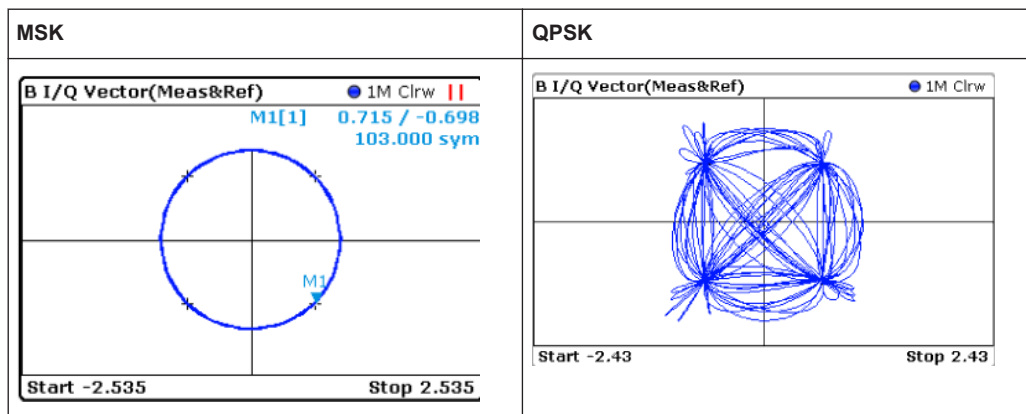 MSK
QPSK
B I/Q Vector(Meas&Ref) 1M Clrw
M1[1] 0.715 / -0.698
103.000 sym
M1
Start -2.535 Stop 2.535
B I/Q Vector(Meas&Ref) 1M Clrw
Start -2.43 Stop 2.43